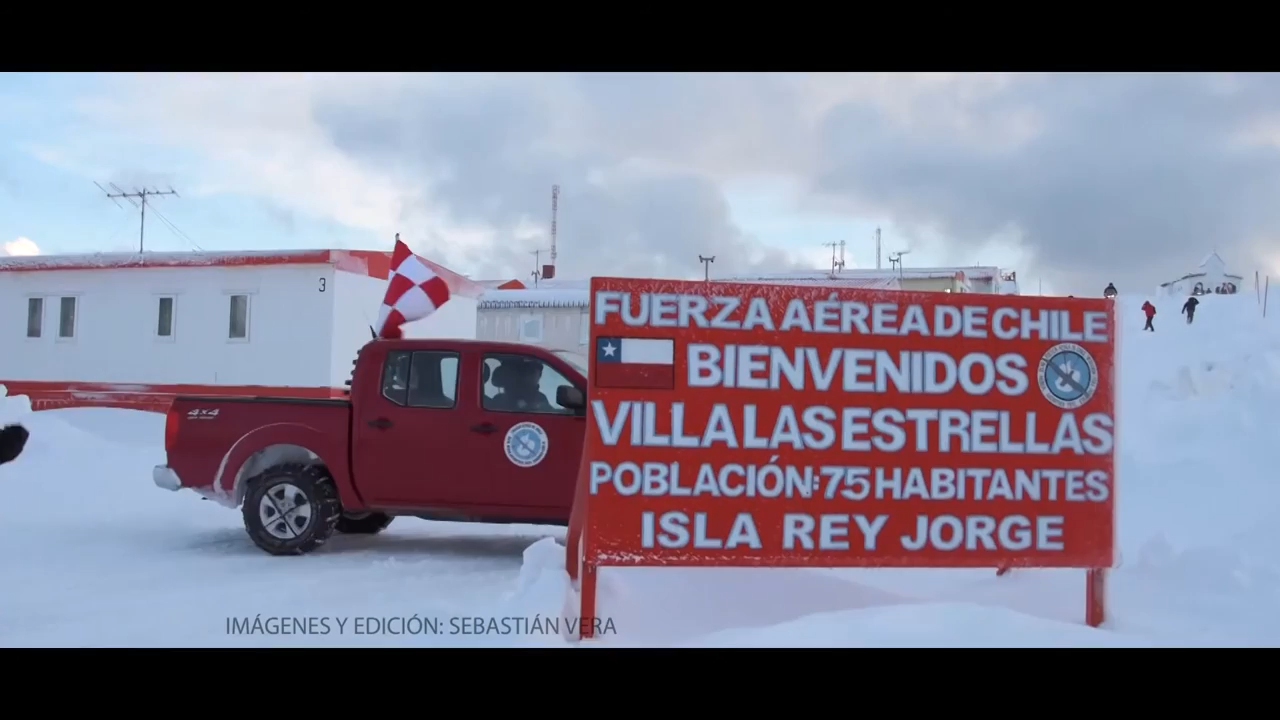 3
FUERZA AÉREA DE CHILE
BIENVENIDOS
VILLA LAS ESTRELLAS
POBLACIÓN: 75 HABITANTES
ISLA REY JORGE
4x4
IMÁGENES Y EDICIÓN: SEBASTIÁN VERA